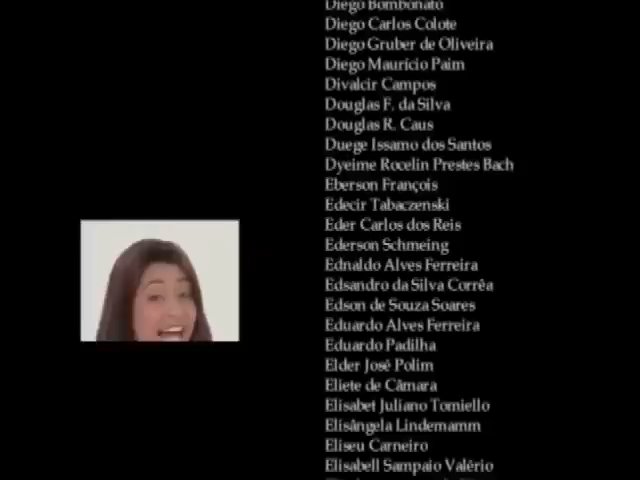 Diego Bombonato
Diego Carlos Colote
Diego Gruber de Oliveira
Diego Maurício Paim
Divalcir Campos
Douglas F. da Silva
Douglas R. Caus
Duege Issamo dos Santos
Dyeime Rocelin Prestes Bach
Eberson François
Edecir Tabaczenski
Eder Carlos dos Reis
Ederson Schmeing
Ednaldo Alves Ferreira
Edsandro da Silva Corrêa
Edson de Souza Soares
Eduardo Alves Ferreira
Eduardo Padilha
Elder José Polim
Eliete de Câmara
Elisabet Juliano Tomiello
Elisângela Lindemamm
Eliseu Carneiro
Elisabell Sampaio Valério